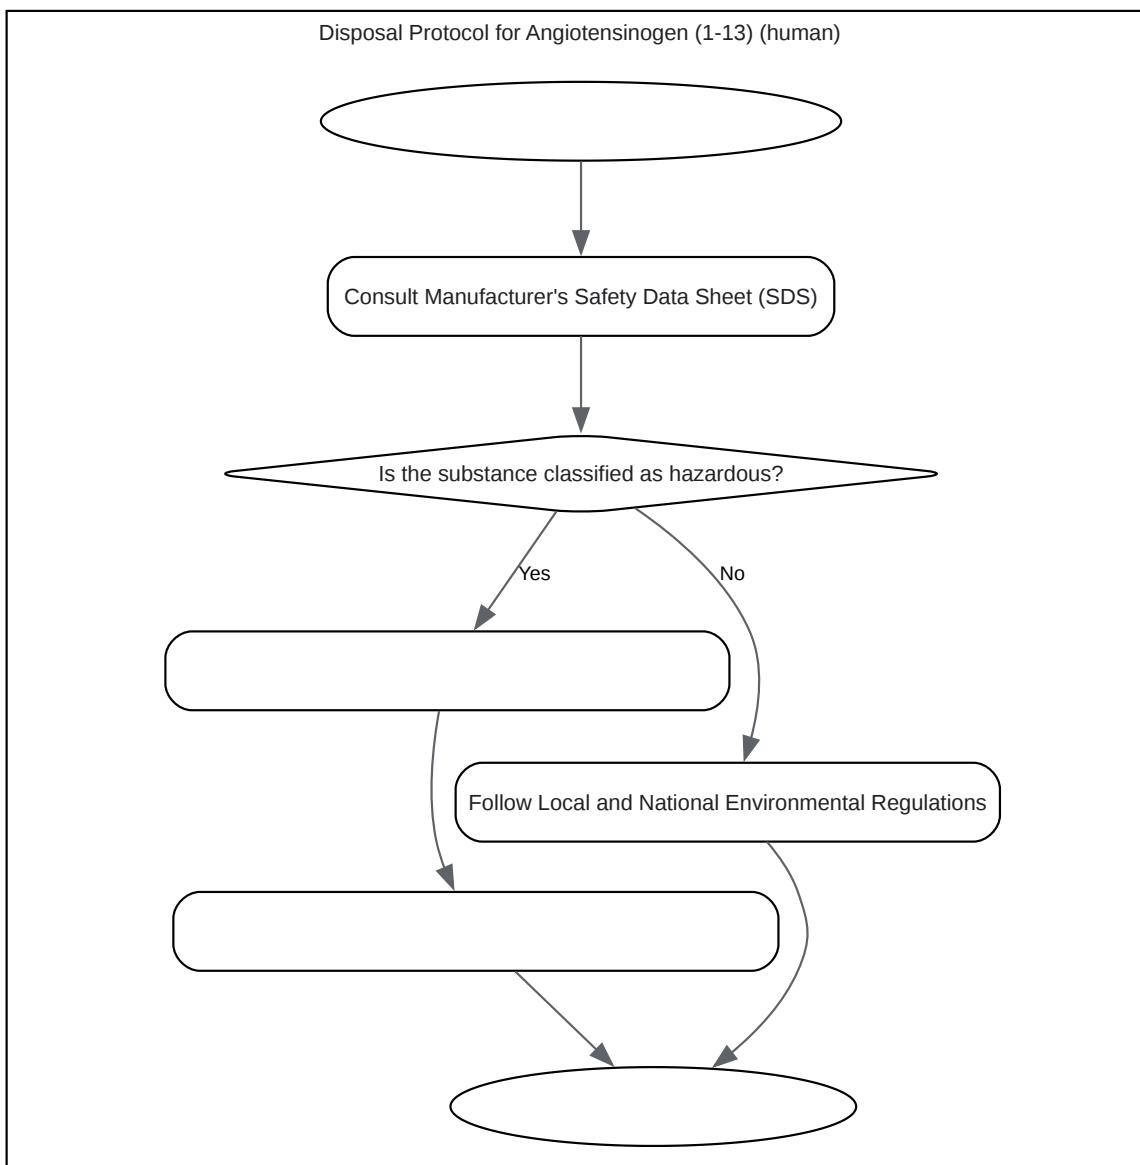 Disposal Protocol for Angiotensinogen (1-13) (human)
Consult Manufacturer's Safety Data Sheet (SDS)
Is the substance classified as hazardous?
Yes
No
Follow Local and National Environmental Regulations